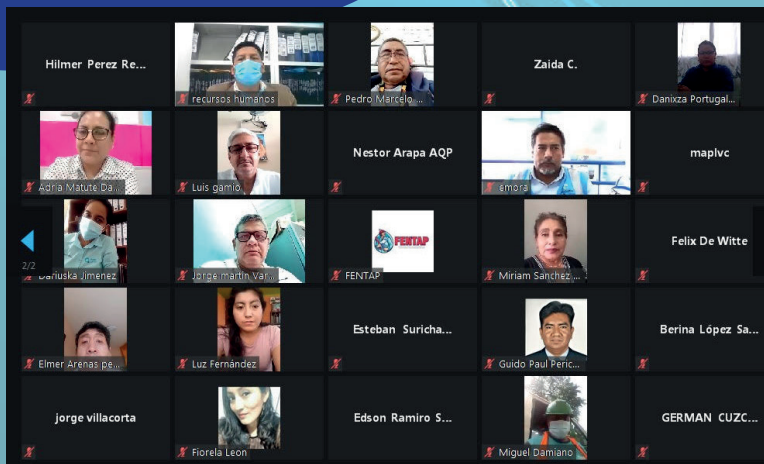 Hilmer Perez Re...
recursos humanos
Pedro Marcelo ...
Zaida C.
Danixza Portugal...
Adria Matute Da...
Luis gamio
Nestor Arapa AQP
emora
maplvc
2/2
Dariuska Jimenez
Jorge martin Var...
FENTAP
FENTAP
Miriam Sanchez ...
Felix De Witte
Elmer Arenas pe...
Luz Fernández
Esteban Suricha...
Guido Paul Peric...
Berina López Sa...
jorge villacorta
Fiorela Leon
Edson Ramiro S...
Miguel Damiano
GERMAN CUZC...